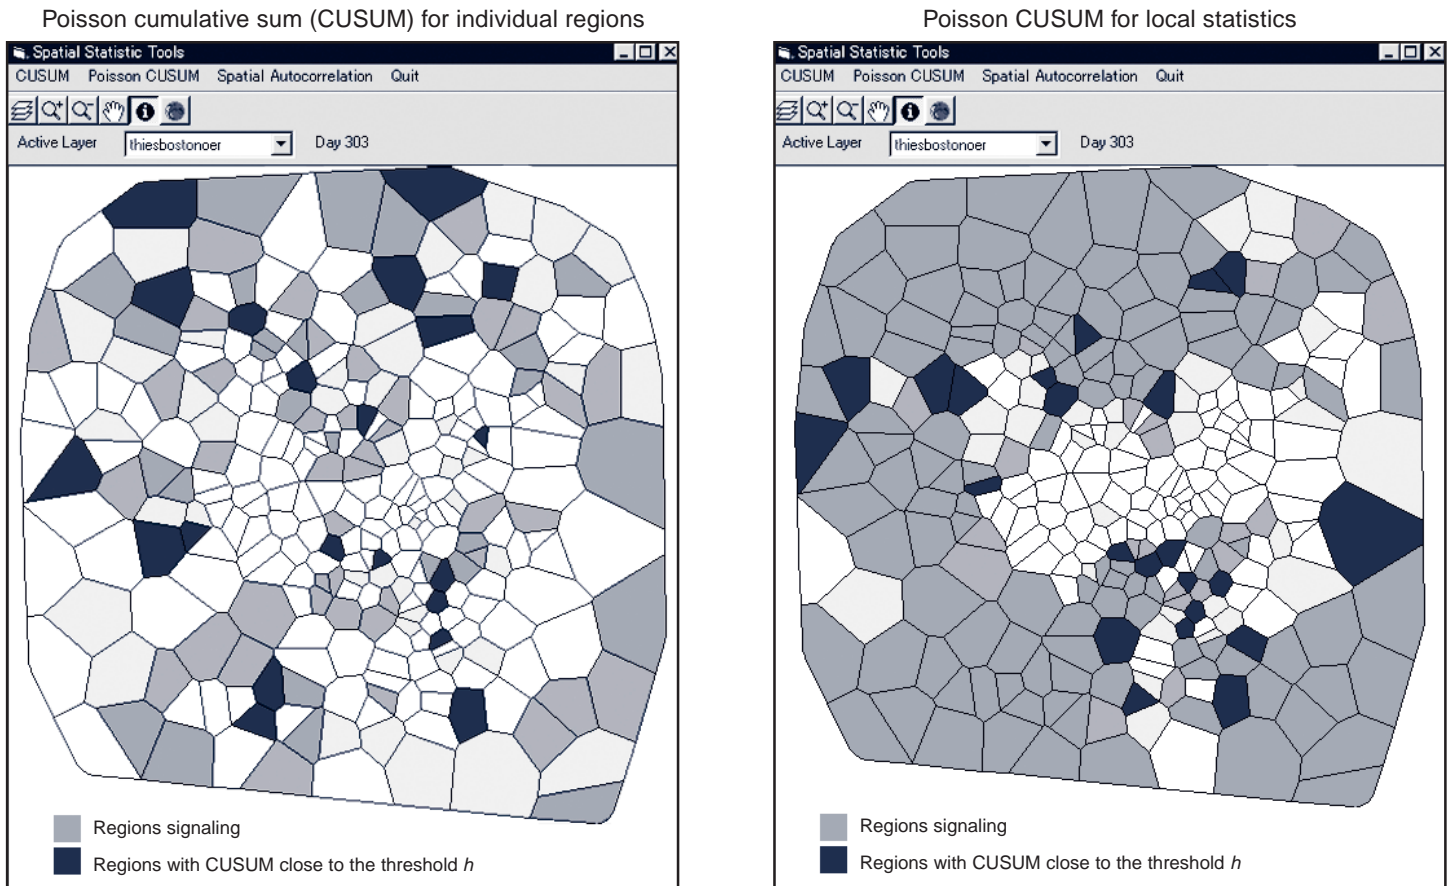 Poisson cumulative sum (CUSUM) for individual regions
Spatial Statistic Tools
CUSUM Poisson CUSUM Spatial Autocorrelation Quit
Active Layer thiesbostonoer Day 303
Regions signaling
Regions with CUSUM close to the threshold h
Poisson CUSUM for local statistics
Spatial Statistic Tools
CUSUM Poisson CUSUM Spatial Autocorrelation Quit
Active Layer thiesbostonoer Day 303
Regions signaling
Regions with CUSUM close to the threshold h